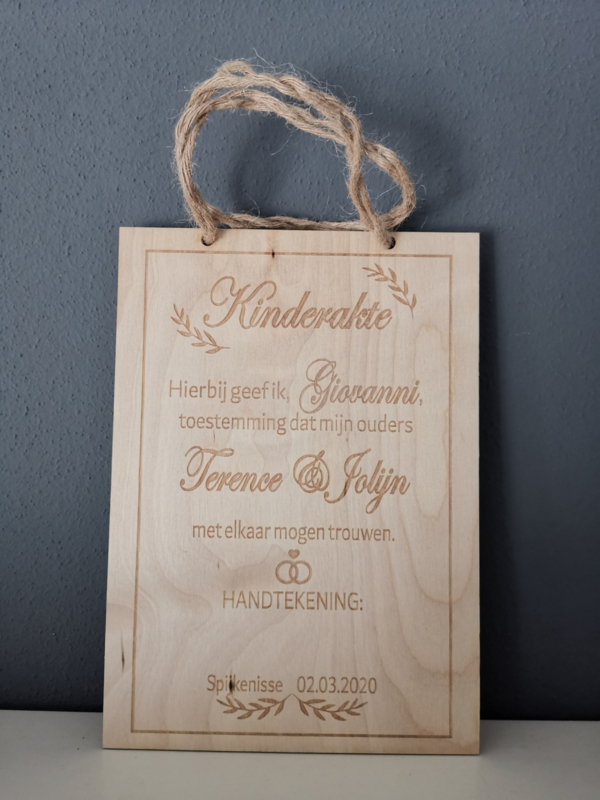 Kinderakte
Hierbij geef ik, Giovanni,
toestemming dat mijn ouders
Terence & Jolijn
met elkaar mogen trouwen.
HANDTEKENING:
Spijkenisse 02.03.2020